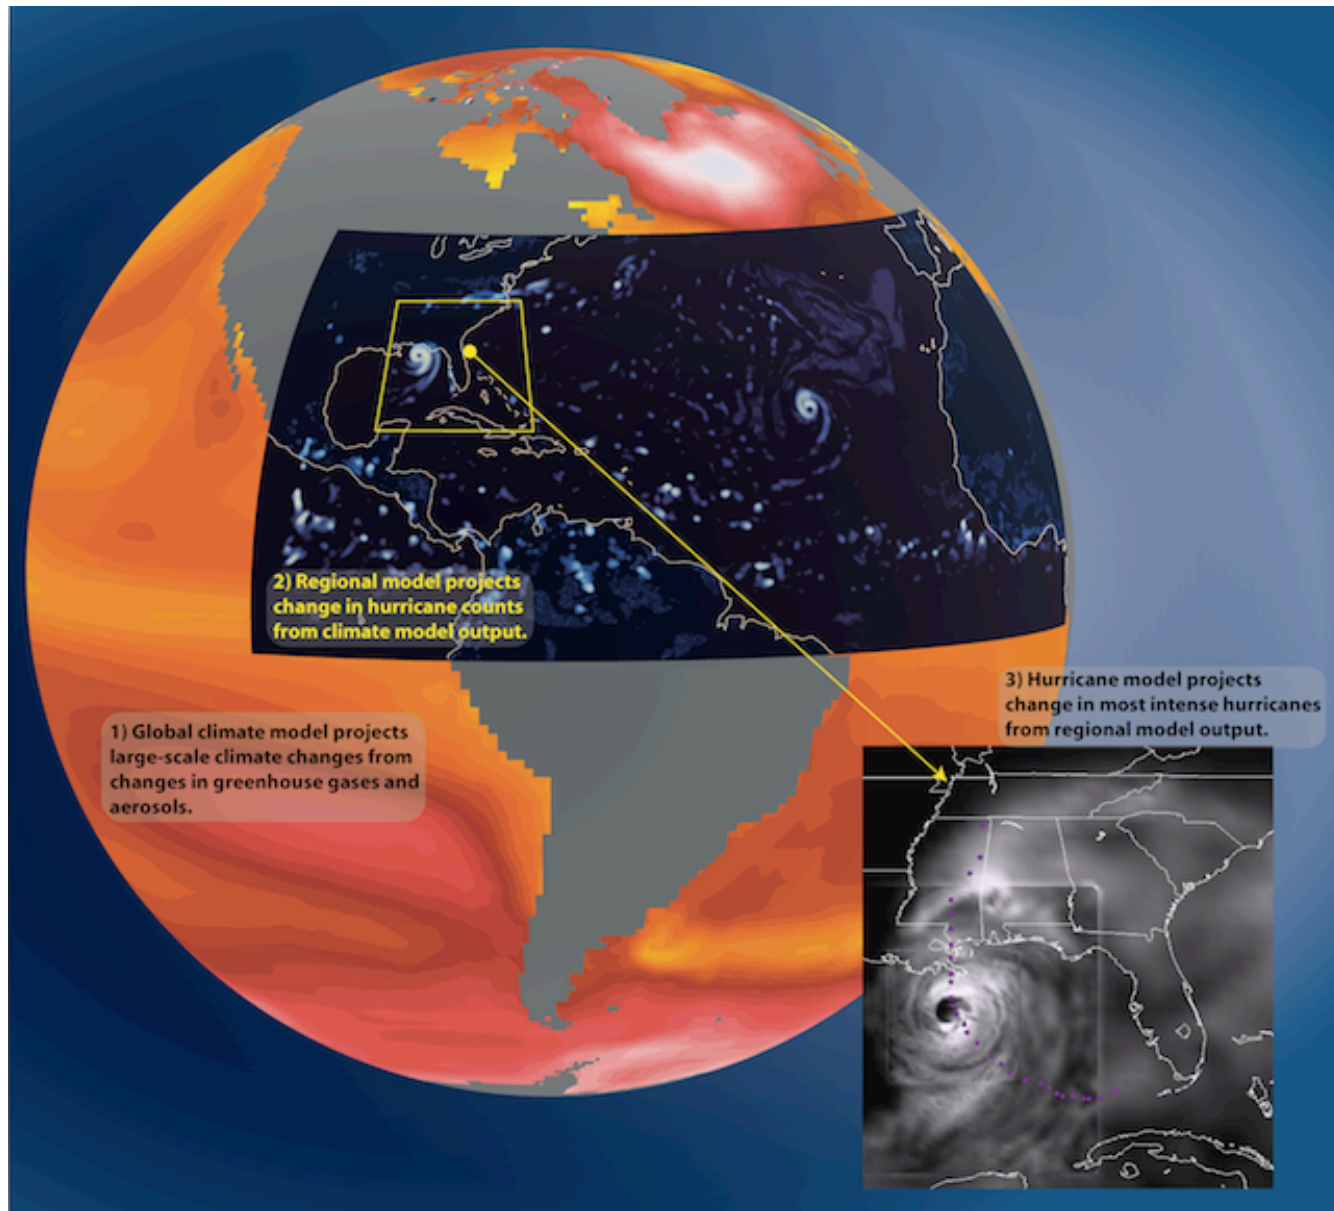 2) Regional model projects
change in hurricane counts
from climate model output.
3) Hurricane model projects
change in most intense hurricanes
from regional model output.
1) Global climate model projects
large-scale climate changes from
changes in greenhouse gases and
aerosols.